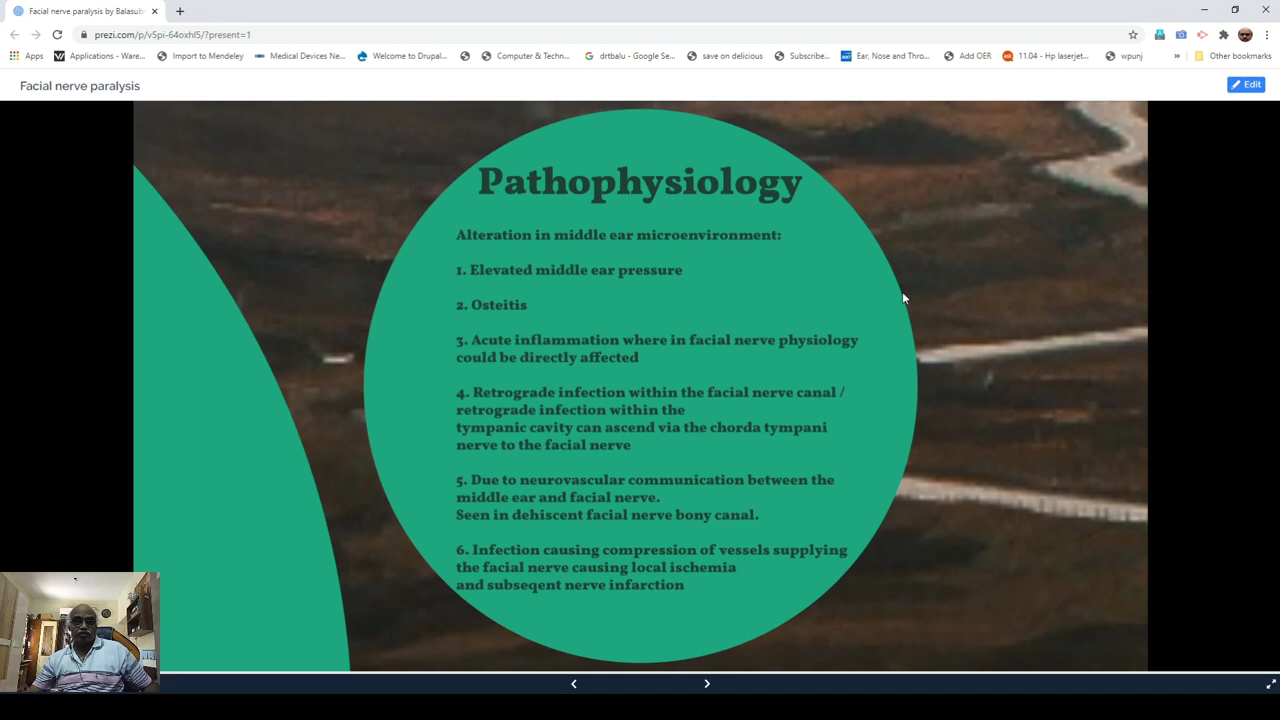 Facial nerve paralysis by Balasub
prezi.com/p/v5pi-64oxhl5/?present=1
Apps Applications - Ware... Import to Mendeley Medical Devices Ne... Welcome to Drupal... Computer & Techn... drtbalu - Google Se... save on delicious Subscribe... Ear, Nose and Thro... Add OER 11.04 - Hp laserjet... wpunj » Other bookmarks
Facial nerve paralysis
Edit
Pathophysiology
Alteration in middle ear microenvironment:
1. Elevated middle ear pressure
2. Osteitis
3. Acute inflammation where in facial nerve physiology
could be directly affected
4. Retrograde infection within the facial nerve canal /
retrograde infection within the
tympanic cavity can ascend via the chorda tympani
nerve to the facial nerve
5. Due to neurovascular communication between the
middle ear and facial nerve.
Seen in dehiscent facial nerve bony canal.
6. Infection causing compression of vessels supplying
the facial nerve causing local ischemia
and subseqent nerve infarction